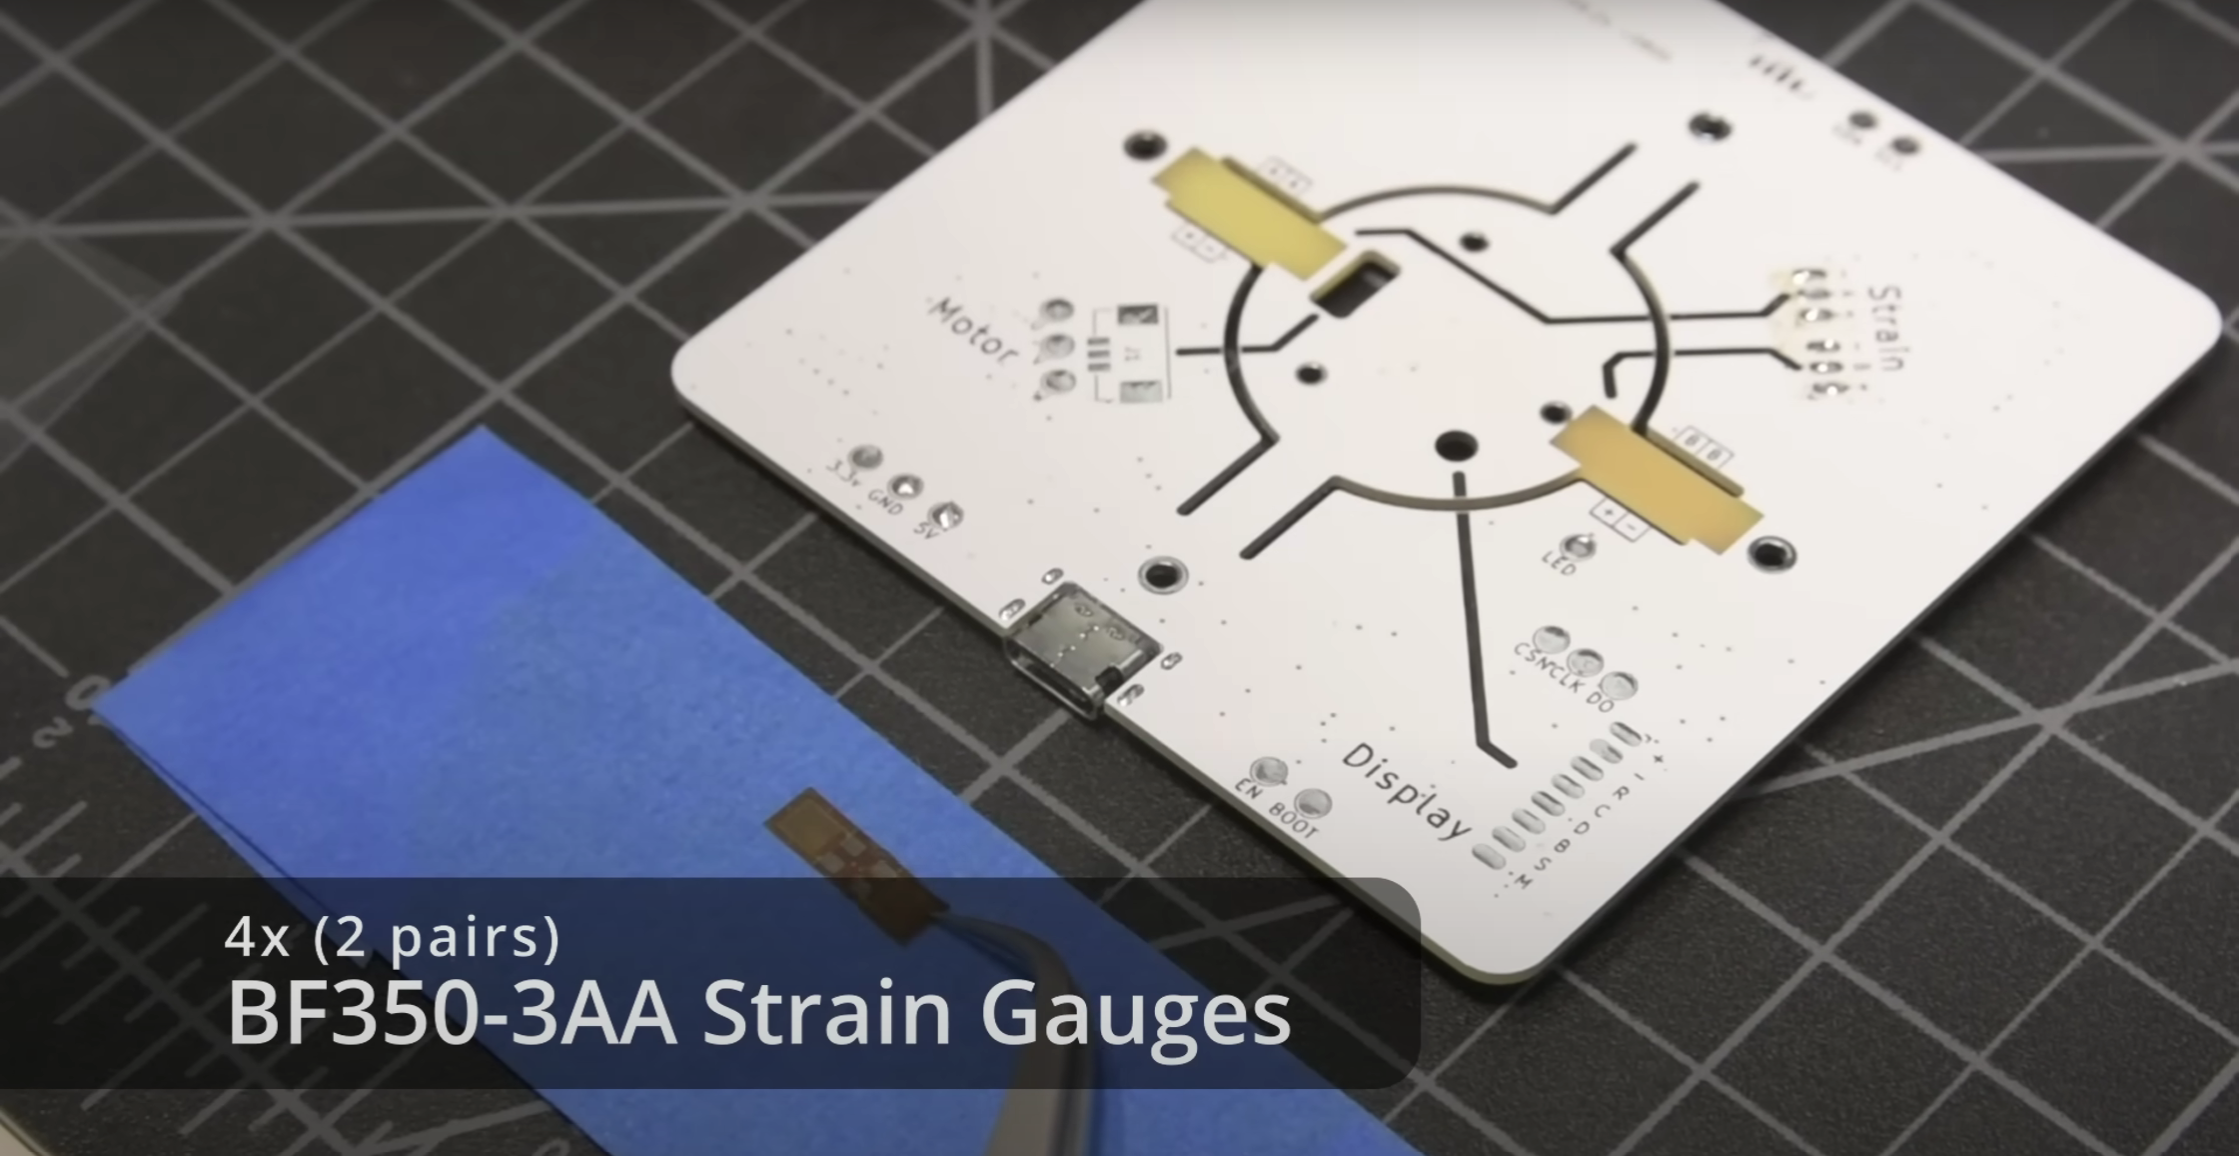 Strain
Motor
3.3v GND 5V
LED
CSN CLK DO
Display
EN BOOT
+
-
R
C
D
B
S
M
4x (2 pairs)
BF350-3AA Strain Gauges